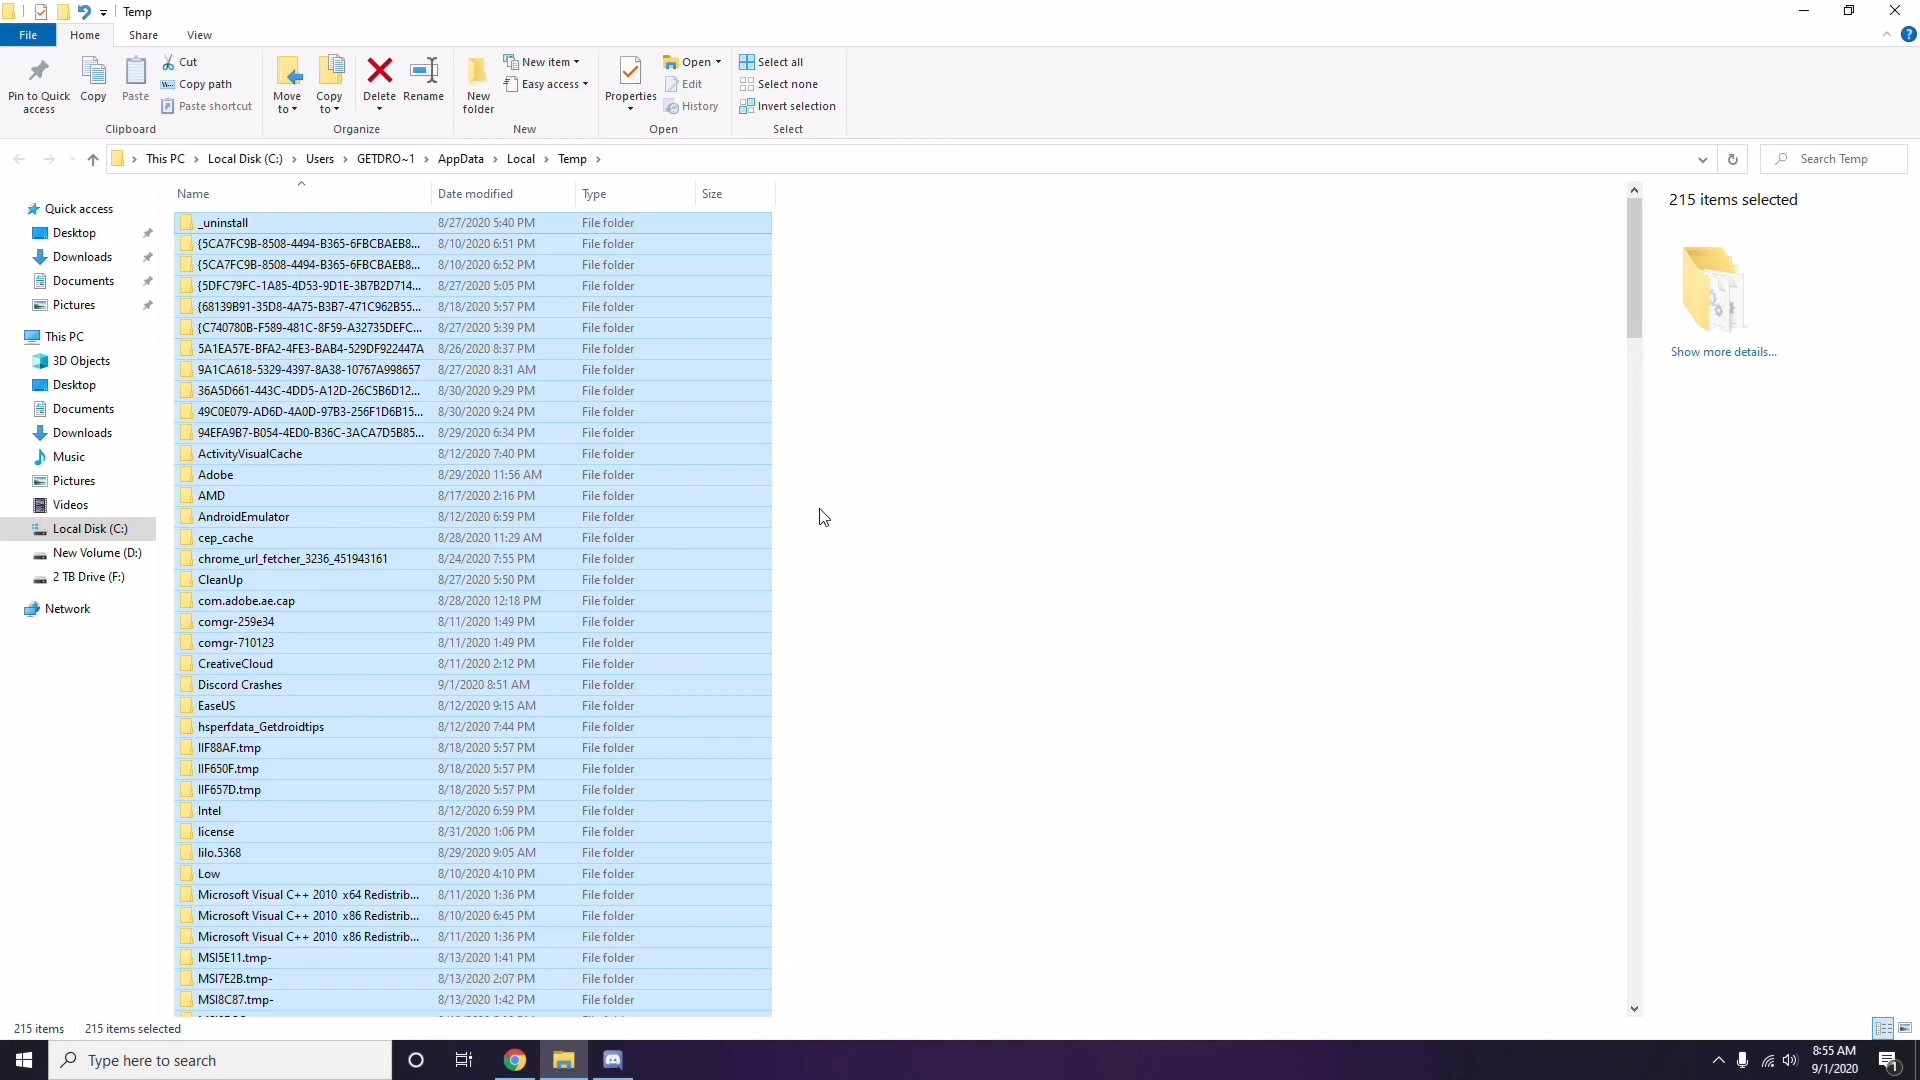 Temp
File Home Share View
Pin to Quick access
Copy
Paste
Cut
Copy path
Paste shortcut
Clipboard
Move to
Copy to
Delete
Rename
Organize
New folder
New item
Easy access
New
Properties
Open
Edit
History
Open
Select all
Select none
Invert selection
Select
This PC > Local Disk (C:) > Users > GETDRO~1 > AppData > Local > Temp >
Search Temp
Quick access
Desktop
Downloads
Documents
Pictures
This PC
3D Objects
Desktop
Documents
Downloads
Music
Pictures
Videos
Local Disk (C:)
New Volume (D:)
2 TB Drive (F:)
Network
Name Date modified Type Size
_uninstall 8/27/2020 5:40 PM File folder
{5CA7FC9B-8508-4494-B365-6FBCBAEB8... 8/10/2020 6:51 PM File folder
{5CA7FC9B-8508-4494-B365-6FBCBAEB8... 8/10/2020 6:52 PM File folder
{5DFC79FC-1A85-4D53-9D1E-3B7B2D714... 8/27/2020 5:05 PM File folder
{68139B91-35D8-4A75-B3B7-471C962B55... 8/18/2020 5:57 PM File folder
{C740780B-F589-481C-8F59-A32735DEFC... 8/27/2020 5:39 PM File folder
5A1EA57E-BFA2-4FE3-BAB4-529DF922447A 8/26/2020 8:37 PM File folder
9A1CA618-5329-4397-8A38-10767A998657 8/27/2020 8:31 AM File folder
36A5D661-443C-4DD5-A12D-26C5B6D12... 8/30/2020 9:29 PM File folder
49C0E079-AD6D-4A0D-97B3-256F1D6B15... 8/30/2020 9:24 PM File folder
94EFA9B7-B054-4ED0-B36C-3ACA7D5B85... 8/29/2020 6:34 PM File folder
ActivityVisualCache 8/12/2020 7:40 PM File folder
Adobe 8/29/2020 11:56 AM File folder
AMD 8/17/2020 2:16 PM File folder
AndroidEmulator 8/12/2020 6:59 PM File folder
cep_cache 8/28/2020 11:29 AM File folder
chrome_url_fetcher_3236_451943161 8/24/2020 7:55 PM File folder
CleanUp 8/27/2020 5:50 PM File folder
com.adobe.ae.cap 8/28/2020 12:18 PM File folder
comgr-259e34 8/11/2020 1:49 PM File folder
comgr-710123 8/11/2020 1:49 PM File folder
CreativeCloud 8/11/2020 2:12 PM File folder
Discord Crashes 9/1/2020 8:51 AM File folder
EaseUS 8/12/2020 9:15 AM File folder
hsperfdata_Getdroidtips 8/12/2020 7:44 PM File folder
IIF88AF.tmp 8/18/2020 5:57 PM File folder
IIF650F.tmp 8/18/2020 5:57 PM File folder
IIF657D.tmp 8/18/2020 5:57 PM File folder
Intel 8/12/2020 6:59 PM File folder
license 8/31/2020 1:06 PM File folder
lilo.5368 8/29/2020 9:05 AM File folder
Low 8/10/2020 4:10 PM File folder
Microsoft Visual C++ 2010 x64 Redistrib... 8/11/2020 1:36 PM File folder
Microsoft Visual C++ 2010 x86 Redistrib... 8/10/2020 6:45 PM File folder
Microsoft Visual C++ 2010 x86 Redistrib... 8/11/2020 1:36 PM File folder
MSI5E11.tmp- 8/13/2020 1:41 PM File folder
MSI7E2B.tmp- 8/13/2020 2:07 PM File folder
MSI8C87.tmp- 8/13/2020 1:42 PM File folder
215 items selected
Show more details...
215 items 215 items selected
Type here to search
8:55 AM
9/1/2020
1